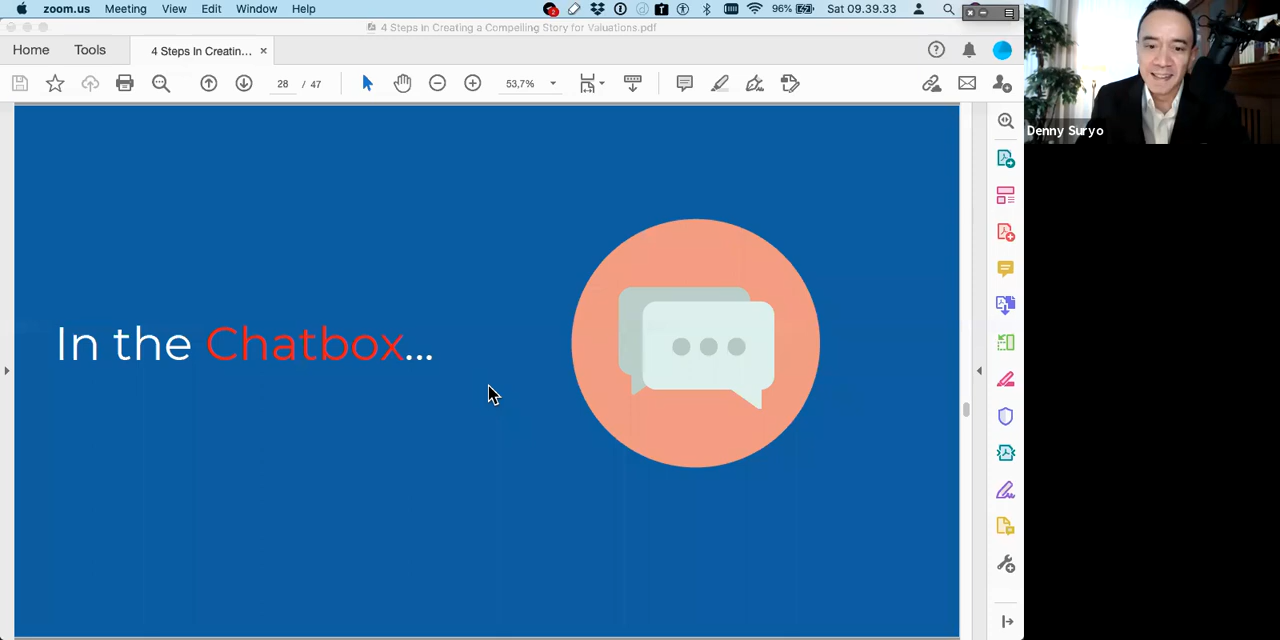 zoom.us Meeting View Edit Window Help 2 96% Sat 09.39.33
4 Steps In Creating a Compelling Story for Valuations.pdf
Home Tools 4 Steps In Creatin... ×
28 / 47 53,7%
Denny Suryo
In the Chatbox...